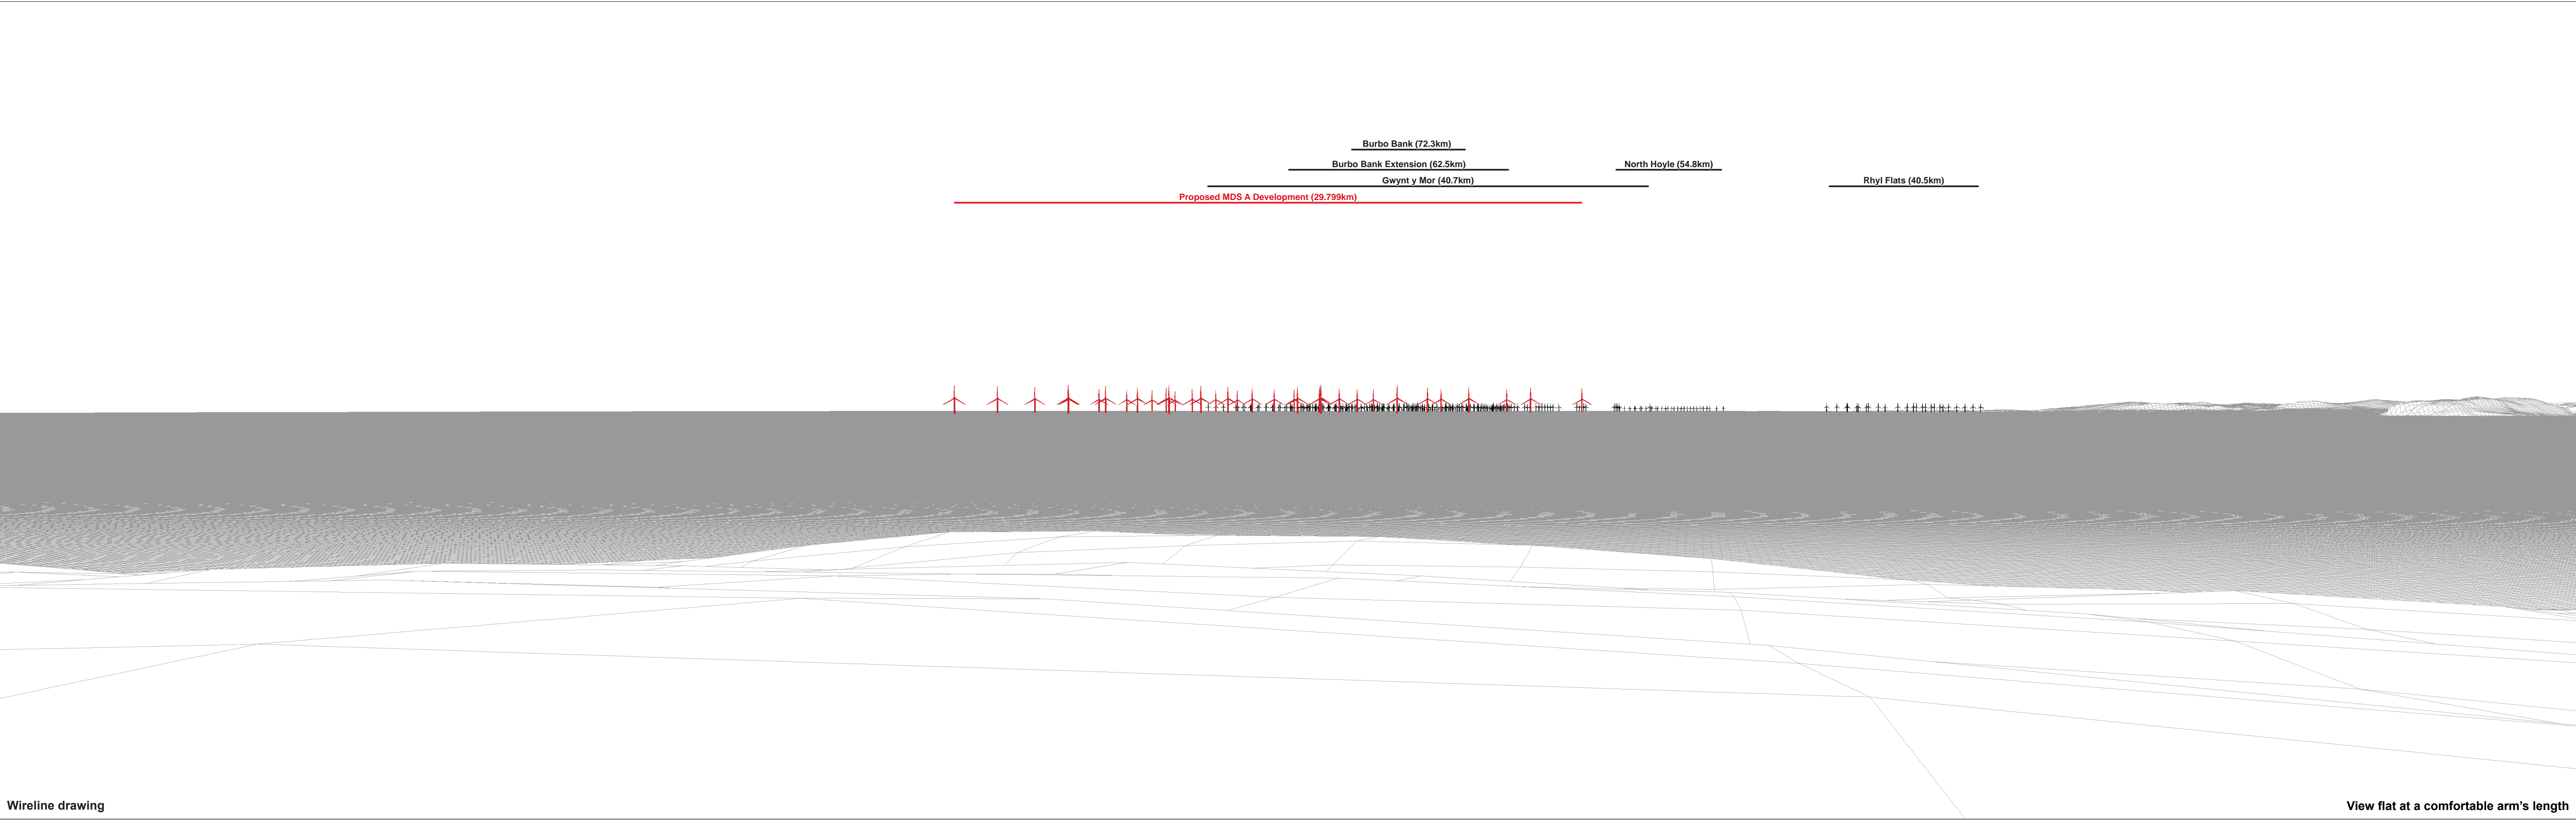 Burbo Bank (72.3km)
Burbo Bank Extension (62.5km)
North Hoyle (54.8km)
Gwynt y Mor (40.7km)
Rhyl Flats (40.5km)
Proposed MDS A Development (29.799km)
Wireline drawing
View flat at a comfortable arm's length